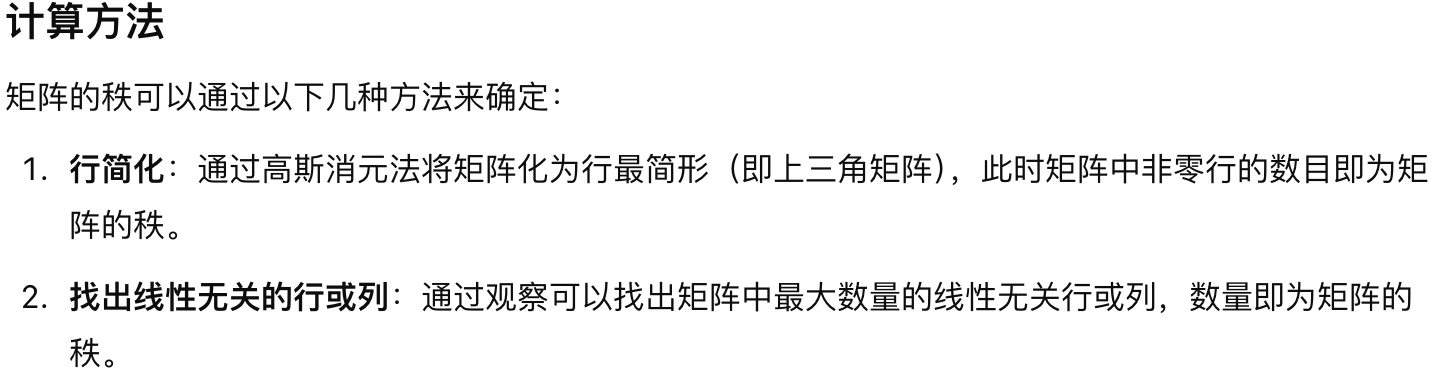 计算方法
矩阵的秩可以通过以下几种方法来确定：
1. 行简化：通过高斯消元法将矩阵化为行最简形（即上三角矩阵），此时矩阵中非零行的数目即为矩
阵的秩。
2. 找出线性无关的行或列：通过观察可以找出矩阵中最大数量的线性无关行或列，数量即为矩阵的
秩。